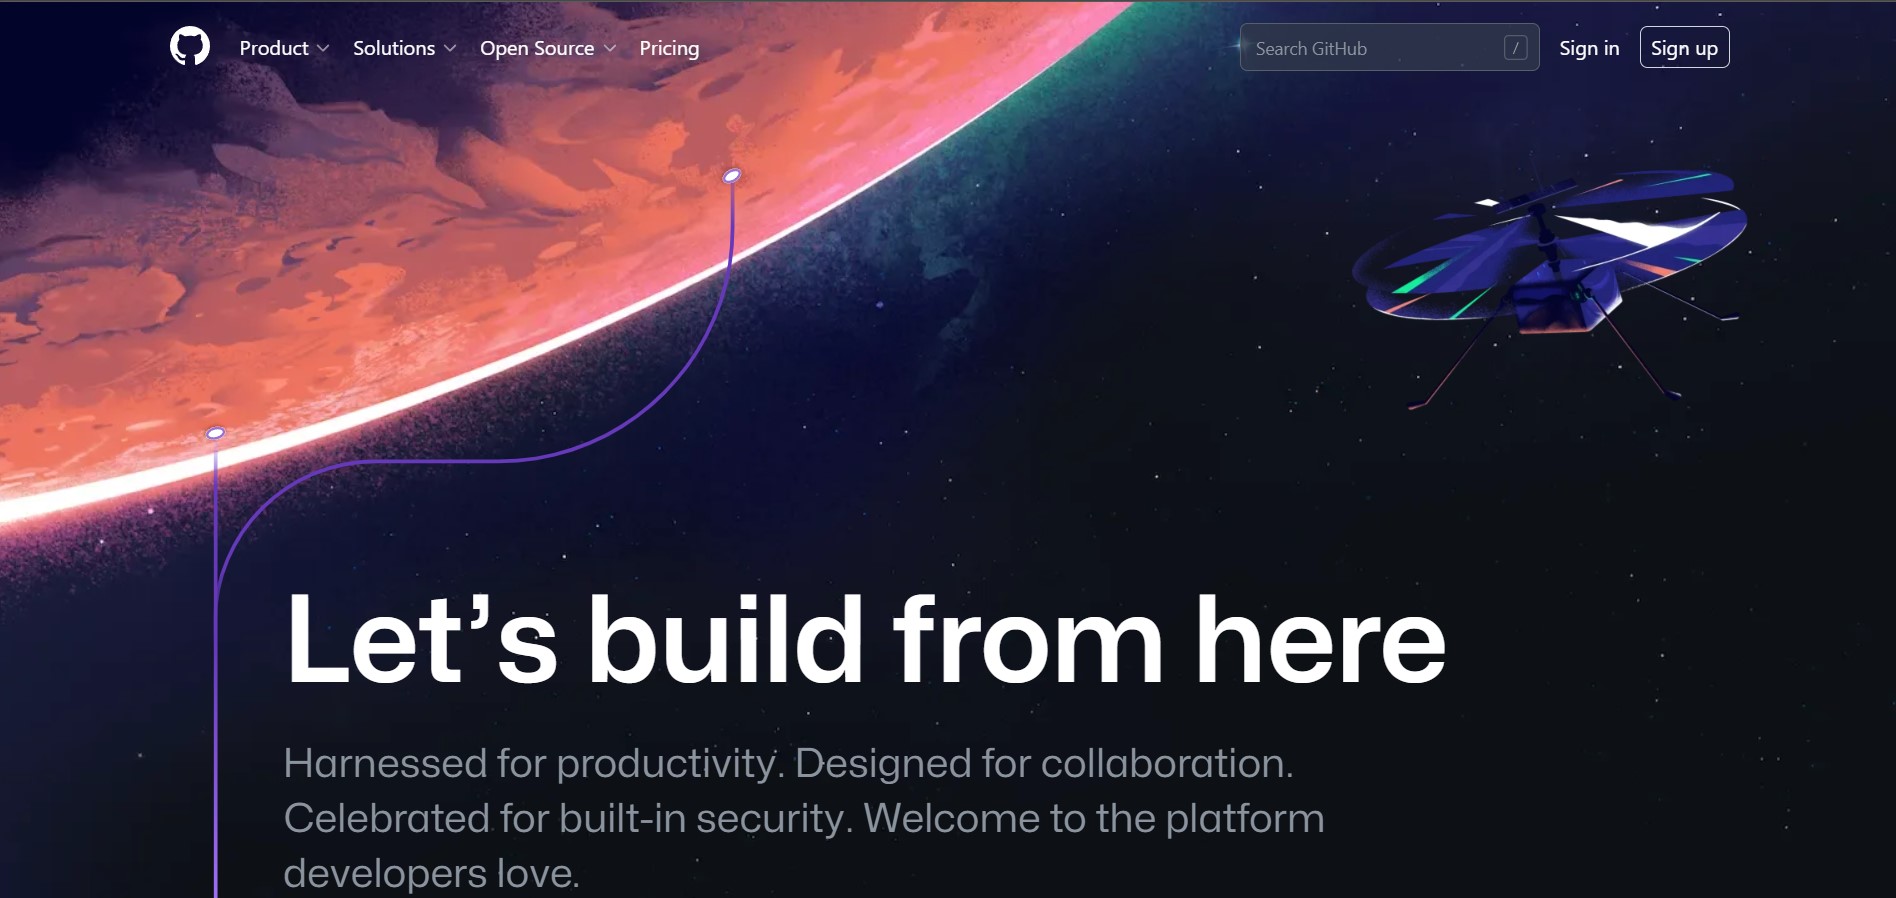 Product Solutions Open Source Pricing Search GitHub / Sign in Sign up
Let’s build from here
Harnessed for productivity. Designed for collaboration.
Celebrated for built-in security. Welcome to the platform
developers love.